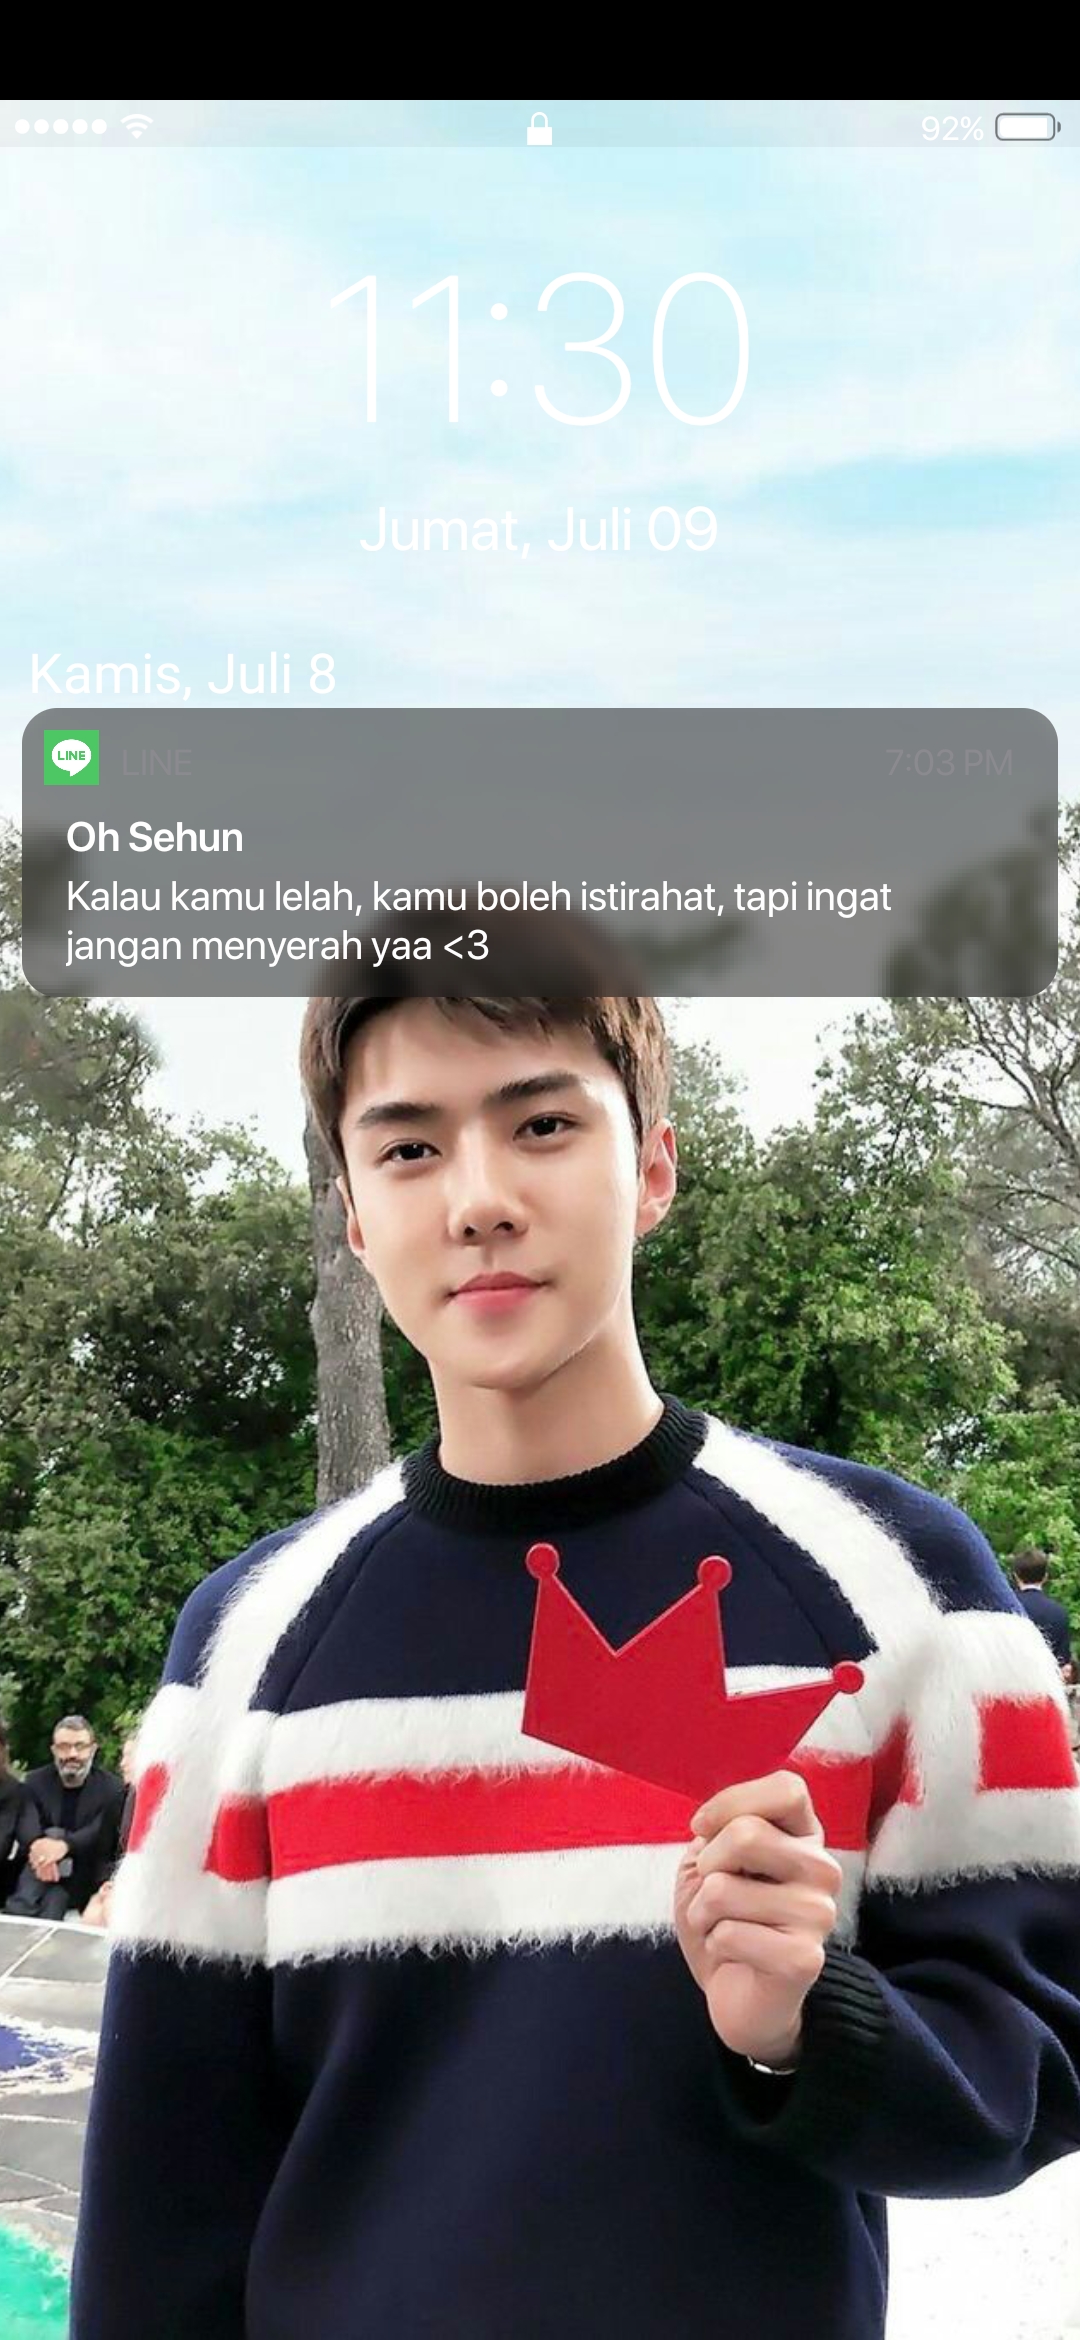 92%
11:30
Jumat, Juli 09
Kamis, Juli 8
LINE
LINE
7:03 PM
Oh Sehun
Kalau kamu lelah, kamu boleh istirahat, tapi ingat
jangan menyerah yaa <3